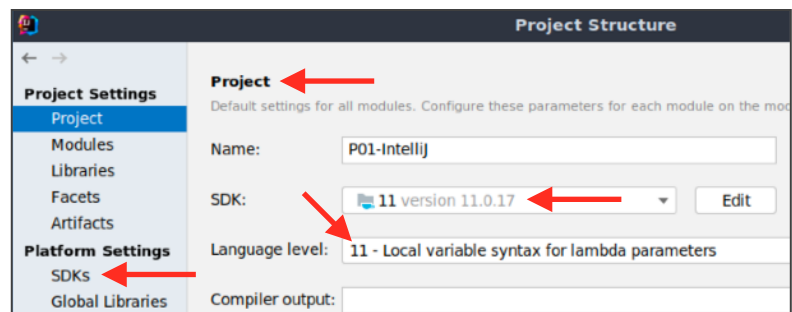 Project Structure
Project Settings
Project
Modules
Libraries
Facets
Artifacts
Platform Settings
SDKs
Global Libraries
Project
Default settings for all modules. Configure these parameters for each module on the mod
Name: P01-IntelliJ
SDK: 11 version 11.0.17 Edit
Language level: 11 - Local variable syntax for lambda parameters
Compiler output: